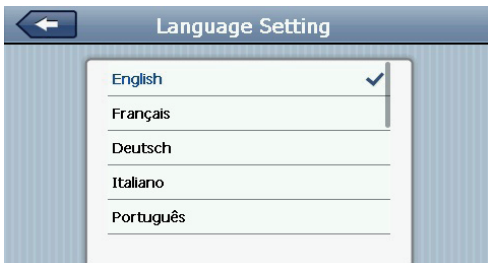 Language Setting
English
Français
Deutsch
Italiano
Português